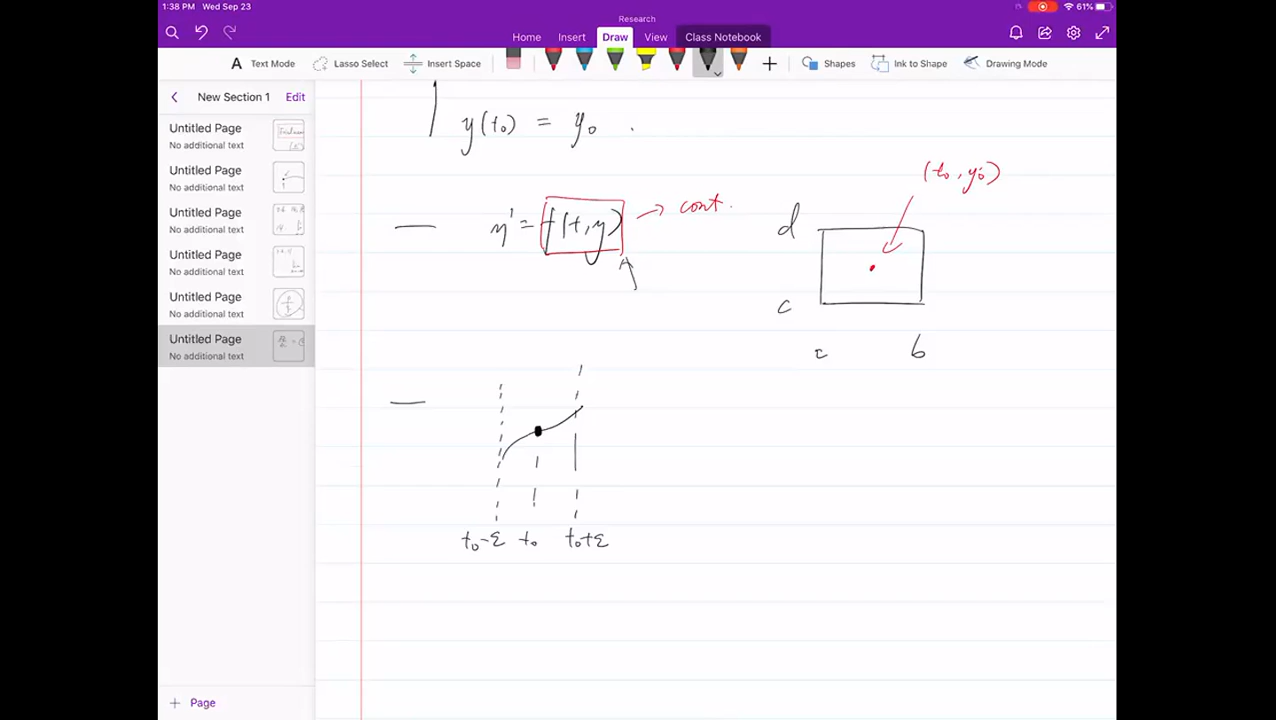 1:38 PM Wed Sep 23
61%
Research
Home Insert Draw View Class Notebook
Text Mode Lasso Select Insert Space Shapes Ink to Shape Drawing Mode
New Section 1 Edit
Untitled Page
No additional text
Untitled Page
No additional text
Untitled Page
No additional text
Untitled Page
No additional text
Untitled Page
No additional text
Untitled Page
No additional text
Page
y(t₀) = y₀ .
(t₀, y₀)
— y' = f(t,y) → cont.
d
c
a b
—
t₀-ε t₀ t₀+ε